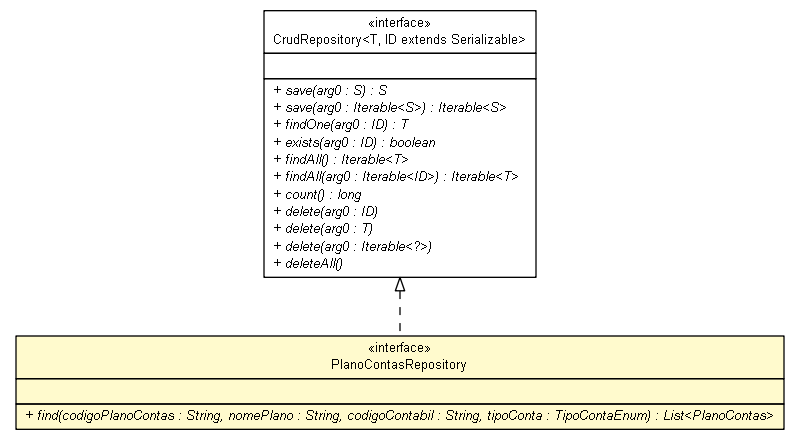 «interface»
CrudRepository<T, ID extends Serializable>
+ save(arg0 : S) : S
+ save(arg0 : Iterable<S>) : Iterable<S>
+ findOne(arg0 : ID) : T
+ exists(arg0 : ID) : boolean
+ findAll() : Iterable<T>
+ findAll(arg0 : Iterable<ID>) : Iterable<T>
+ count() : long
+ delete(arg0 : ID)
+ delete(arg0 : T)
+ delete(arg0 : Iterable<?>)
+ deleteAll()
«interface»
PlanoContasRepository
+ find(codigoPlanoContas : String, nomePlano : String, codigoContabil : String, tipoConta : TipoContaEnum) : List<PlanoContas>